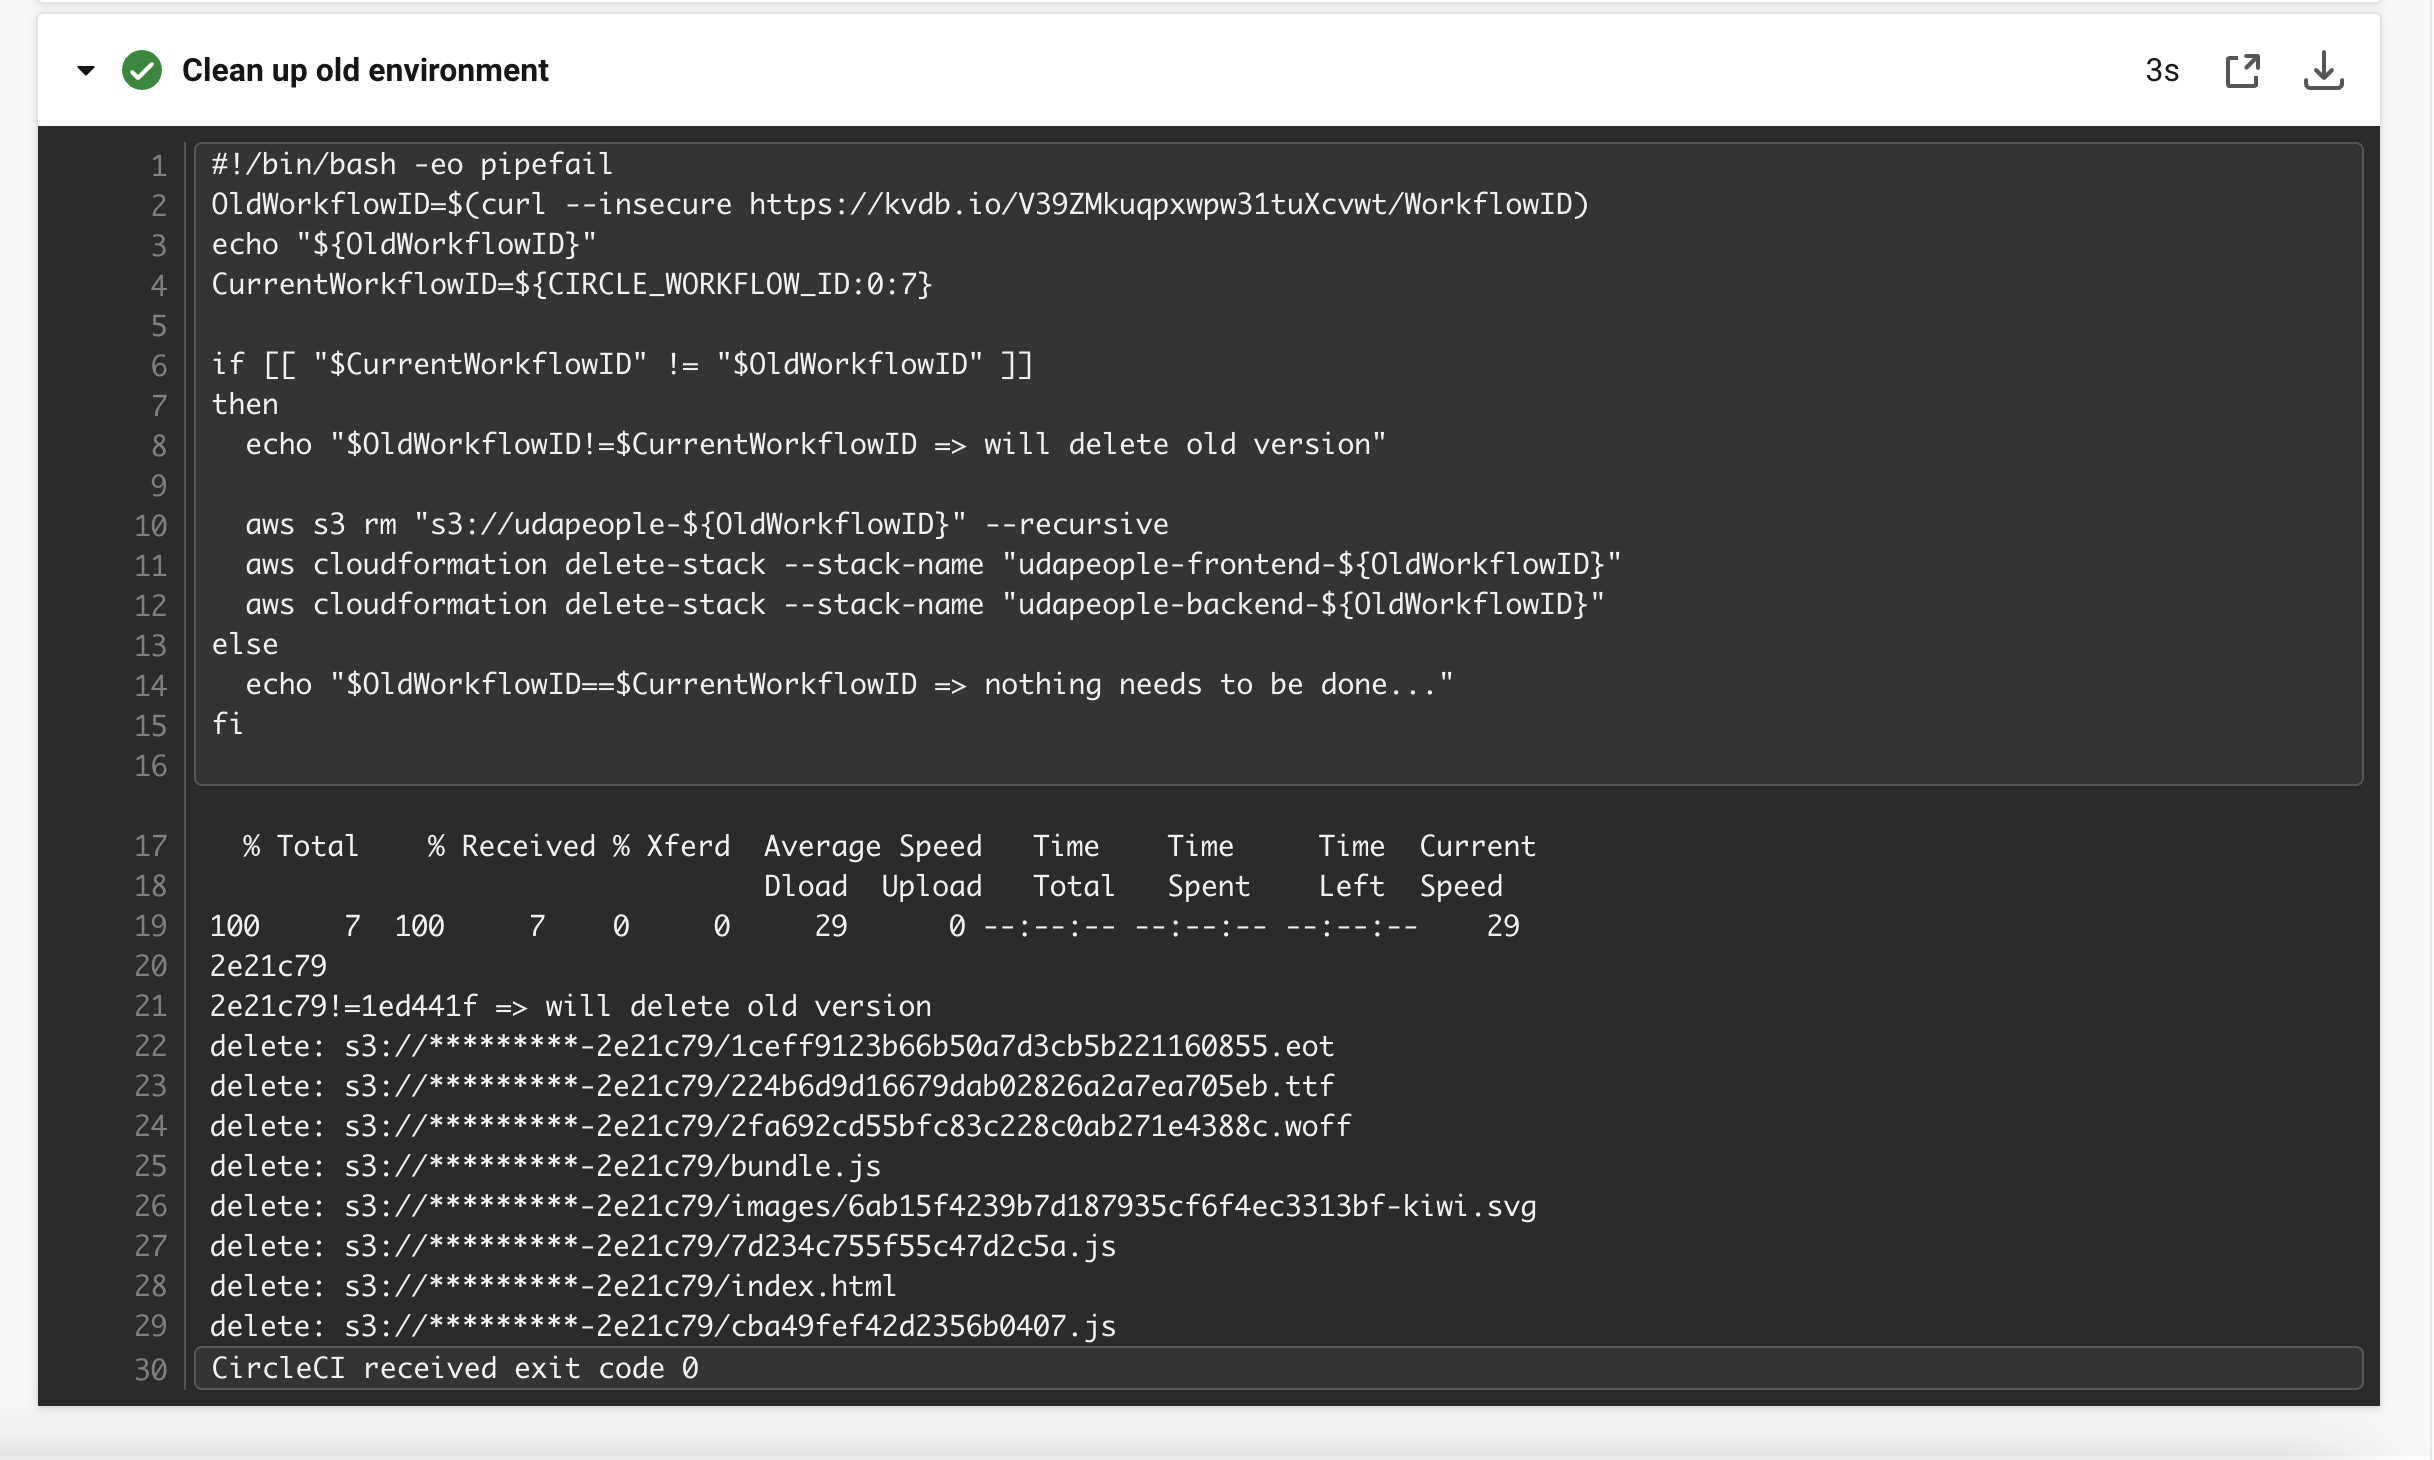 Clean up old environment 3s
1 #!/bin/bash -eo pipefail
2 OldWorkflowID=$(curl --insecure https://kvdb.io/V39ZMkuqpxwpw31tuXcvwt/WorkflowID)
3 echo "${OldWorkflowID}"
4 CurrentWorkflowID=${CIRCLE_WORKFLOW_ID:0:7}
5
6 if [[ "$CurrentWorkflowID" != "$OldWorkflowID" ]]
7 then
8   echo "$OldWorkflowID!=$CurrentWorkflowID => will delete old version"
9
10   aws s3 rm "s3://udapeople-${OldWorkflowID}" --recursive
11   aws cloudformation delete-stack --stack-name "udapeople-frontend-${OldWorkflowID}"
12   aws cloudformation delete-stack --stack-name "udapeople-backend-${OldWorkflowID}"
13 else
14   echo "$OldWorkflowID==$CurrentWorkflowID => nothing needs to be done..."
15 fi
16
17   % Total    % Received % Xferd  Average Speed   Time    Time     Time  Current
18                                  Dload  Upload   Total   Spent    Left  Speed
19 100     7  100     7    0     0     29      0 --:--:-- --:--:-- --:--:--    29
20 2e21c79
21 2e21c79!=1ed441f => will delete old version
22 delete: s3://*********-2e21c79/1ceff9123b66b50a7d3cb5b221160855.eot
23 delete: s3://*********-2e21c79/224b6d9d16679dab02826a2a7ea705eb.ttf
24 delete: s3://*********-2e21c79/2fa692cd55bfc83c228c0ab271e4388c.woff
25 delete: s3://*********-2e21c79/bundle.js
26 delete: s3://*********-2e21c79/images/6ab15f4239b7d187935cf6f4ec3313bf-kiwi.svg
27 delete: s3://*********-2e21c79/7d234c755f55c47d2c5a.js
28 delete: s3://*********-2e21c79/index.html
29 delete: s3://*********-2e21c79/cba49fef42d2356b0407.js
30 CircleCI received exit code 0